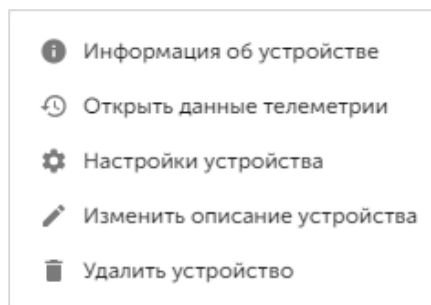 Информация об устройстве
Открыть данные телеметрии
Настройки устройства
Изменить описание устройства
Удалить устройство